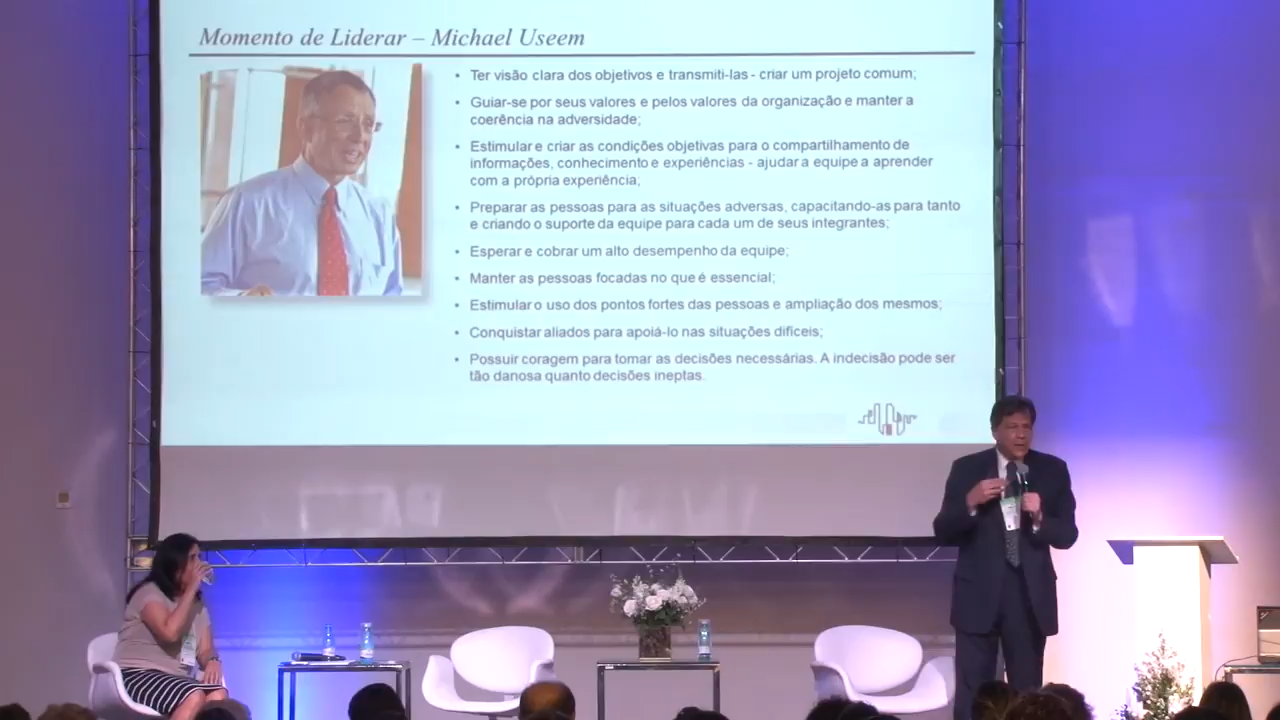 Momento de Liderar – Michael Useem
• Ter visão clara dos objetivos e transmiti-las - criar um projeto comum;
• Guiar-se por seus valores e pelos valores da organização e manter a
coerência na adversidade;
• Estimular e criar as condições objetivas para o compartilhamento de
informações, conhecimento e experiências - ajudar a equipe a aprender
com a própria experiência;
• Preparar as pessoas para as situações adversas, capacitando-as para tanto
e criando o suporte da equipe para cada um de seus integrantes;
• Esperar e cobrar um alto desempenho da equipe;
• Manter as pessoas focadas no que é essencial;
• Estimular o uso dos pontos fortes das pessoas e ampliação dos mesmos;
• Conquistar aliados para apoiá-lo nas situações difíceis;
• Possuir coragem para tomar as decisões necessárias. A indecisão pode ser
tão danosa quanto decisões ineptas.